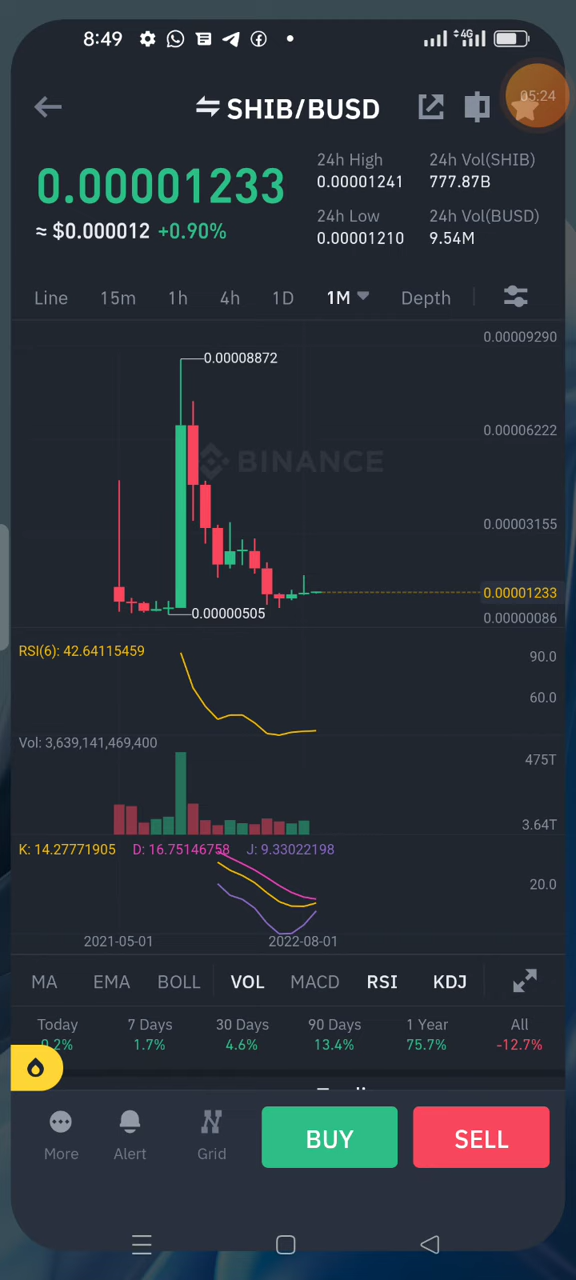 8:49 4G
05:24
SHIB/BUSD
0.00001233
≈ $0.000012 +0.90%
24h High 24h Vol(SHIB)
0.00001241 777.87B
24h Low 24h Vol(BUSD)
0.00001210 9.54M
Line 15m 1h 4h 1D 1M Depth
0.00009290
0.00008872
0.00006222
BINANCE
0.00003155
0.00001233
0.00000505
0.00000086
RSI(6): 42.64115459
90.0
60.0
Vol: 3,639,141,469,400
475T
3.64T
K: 14.27771905 D: 16.75146758 J: 9.33022198
20.0
2021-05-01 2022-08-01
MA EMA BOLL VOL MACD RSI KDJ
Today 7 Days 30 Days 90 Days 1 Year All
0.2% 1.7% 4.6% 13.4% 75.7% -12.7%
More Alert Grid BUY SELL